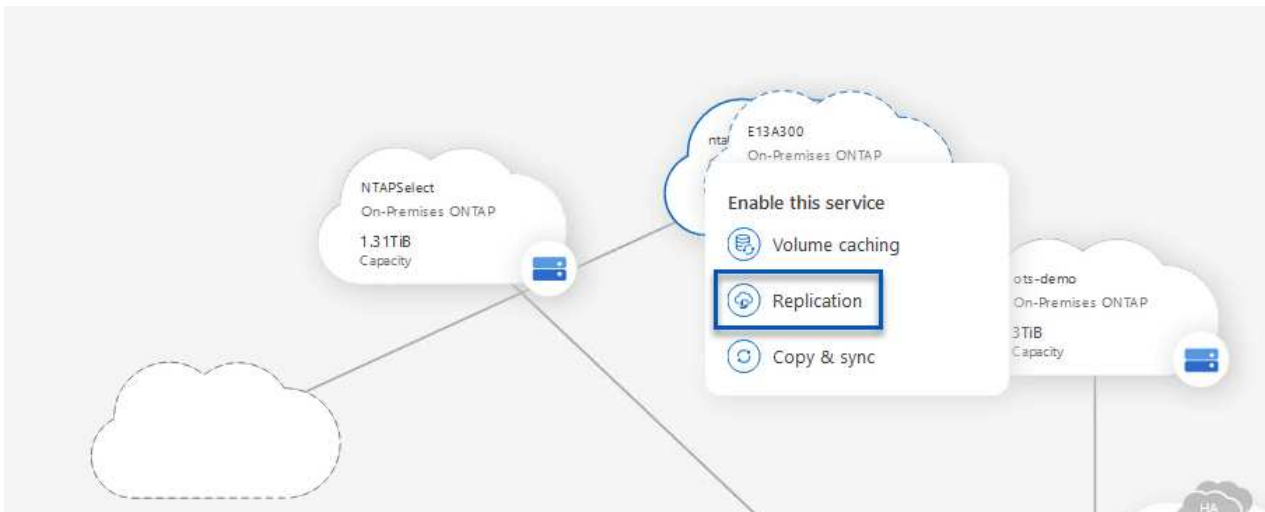 NTAPSelect
On-Premises ONTAP
1.31TiB
Capacity
E13A300
On-Premises ONTAP
Enable this service
Volume caching
Replication
Copy & sync
ots-demo
On-Premises ONTAP
3TiB
Capacity
HA